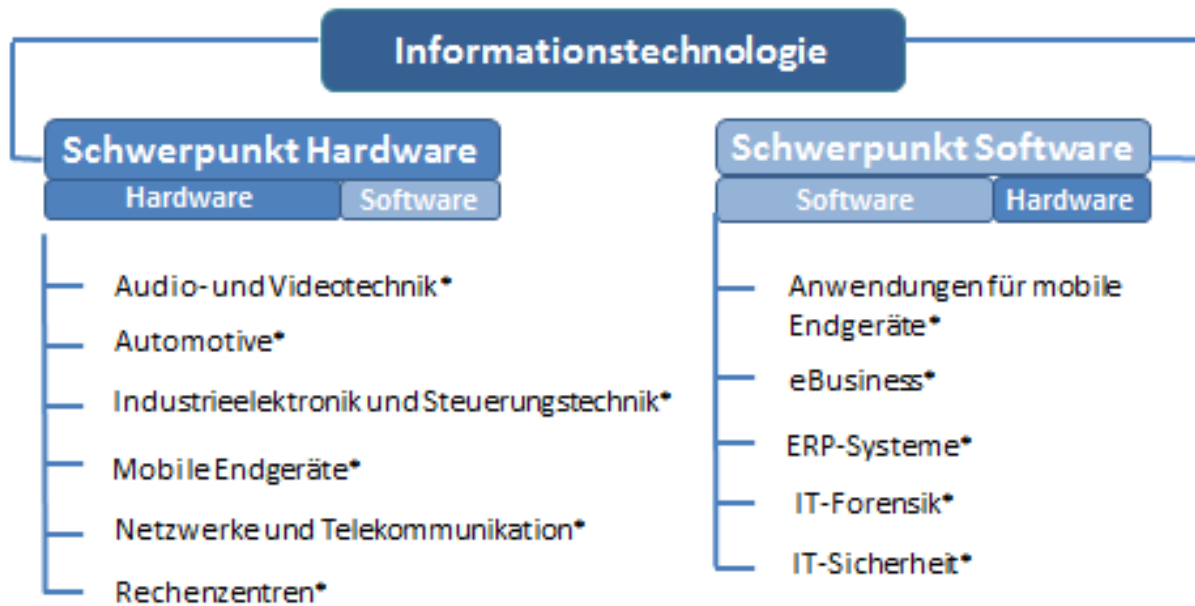 Informationstechnologie
Schwerpunkt Hardware
Hardware
Software
Audio- und Videotechnik*
Automotive*
Industrieelektronik und Steuerungstechnik*
Mobile Endgeräte*
Netzwerke und Telekommunikation*
Rechenzentren*
Schwerpunkt Software
Software
Hardware
Anwendungen für mobile
Endgeräte*
eBusiness*
ERP-Systeme*
IT-Forensik*
IT-Sicherheit*